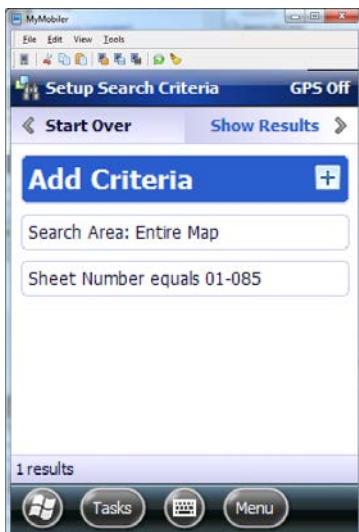 MyMobiler
File Edit View Tools
Setup Search Criteria GPS Off
Start Over Show Results
Add Criteria
Search Area: Entire Map
Sheet Number equals 01-085
1 results
Tasks Menu